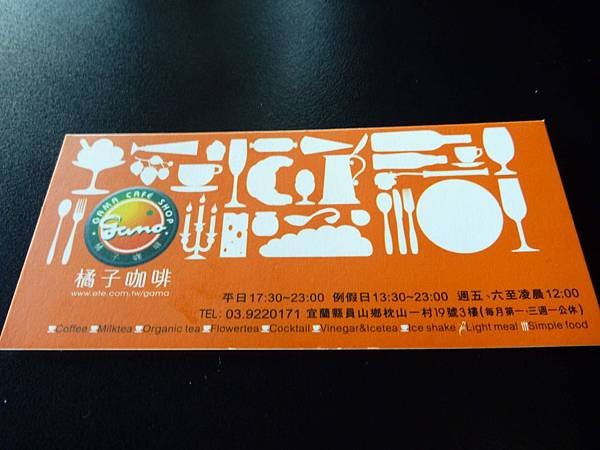 GAMA CAFE SHOP
Gama
橘子咖啡
橘子咖啡
www.ete.com.tw/gama
平日17:30~23:00 例假日13:30~23:00 週五、六至凌晨12:00
TEL: 03.9220171 宜蘭縣員山鄉枕山一村19號3樓(每月第一、三週一公休)
Coffee Milktea Organic tea Flowertea Cocktail Vinegar&Icetea Ice shake Light meal Simple food